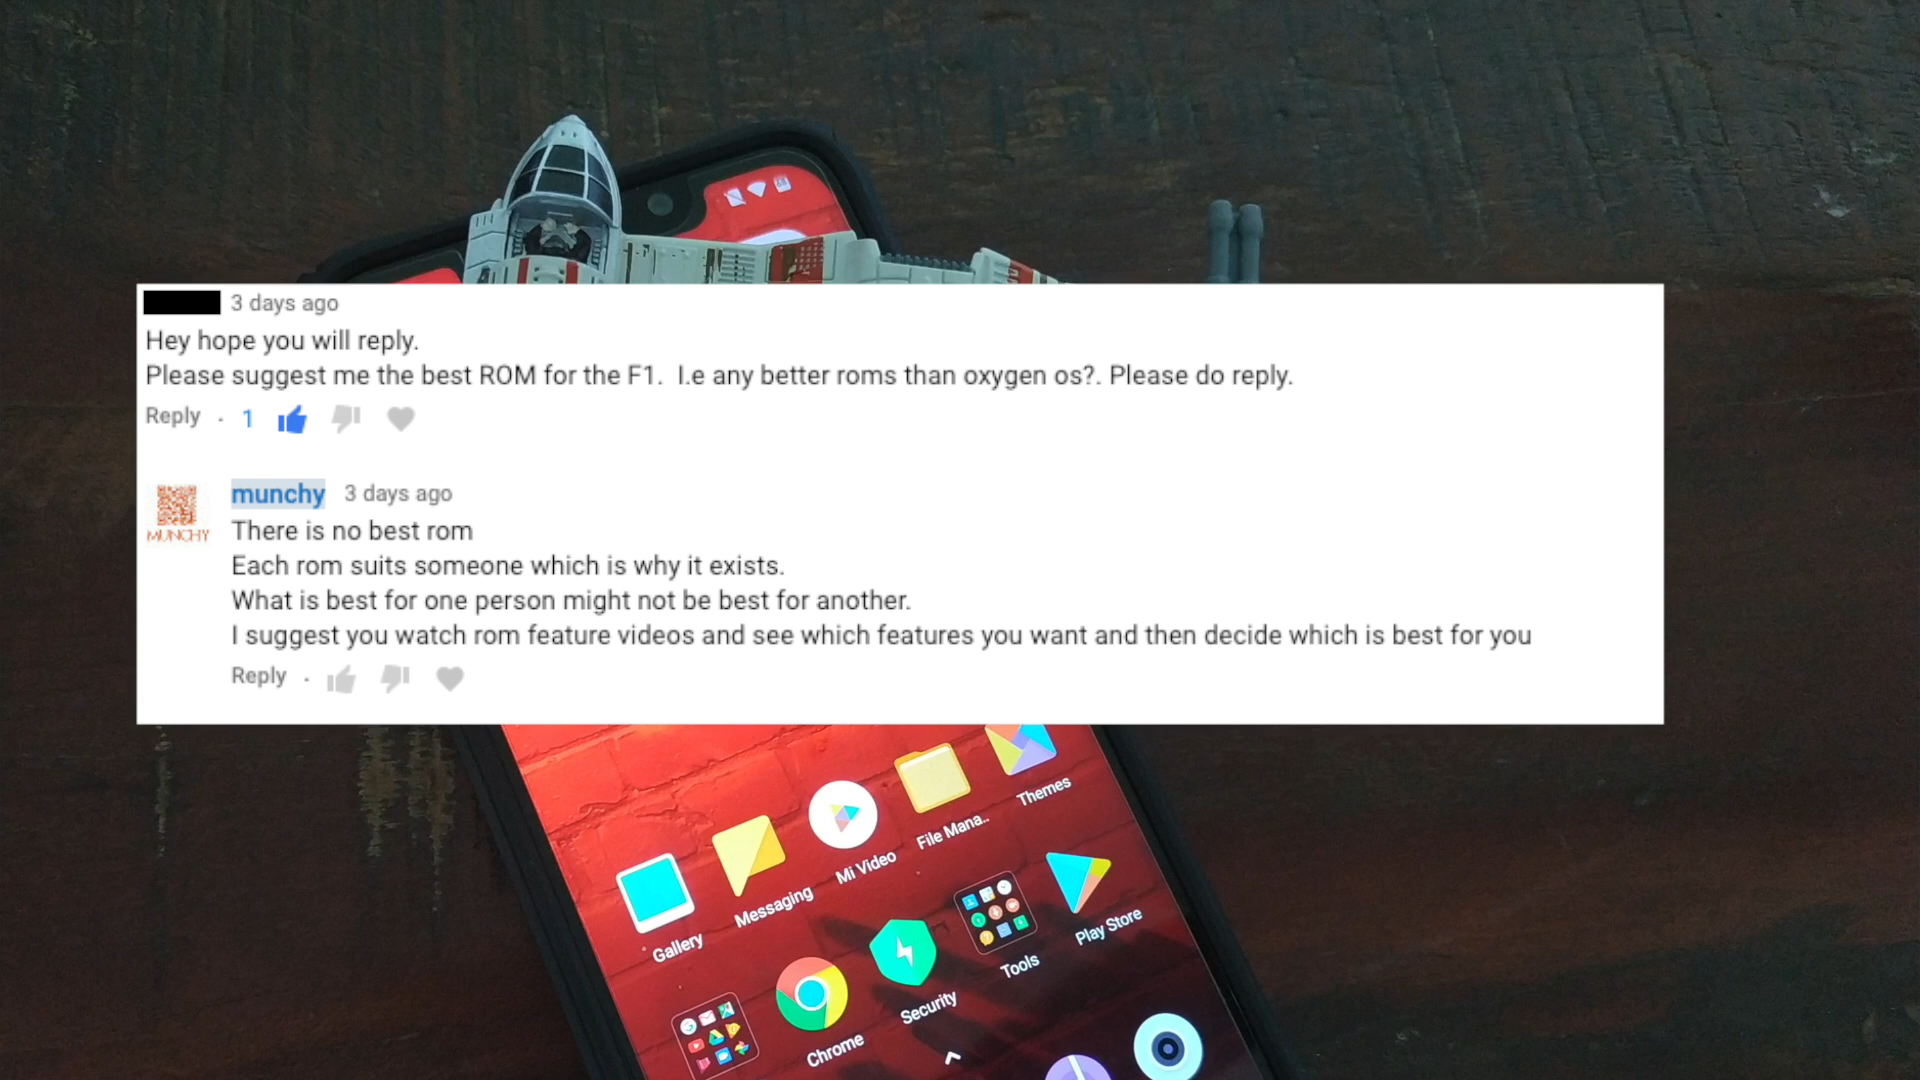 3 days ago
Hey hope you will reply.
Please suggest me the best ROM for the F1.  I.e any better roms than oxygen os?. Please do reply.
Reply · 1
munchy 3 days ago
MUNCHY
There is no best rom
Each rom suits someone which is why it exists.
What is best for one person might not be best for another.
I suggest you watch rom feature videos and see which features you want and then decide which is best for you
Reply ·
Themes
File Mana..
Mi Video
Messaging
Gallery
Play Store
Tools
Security
Chrome